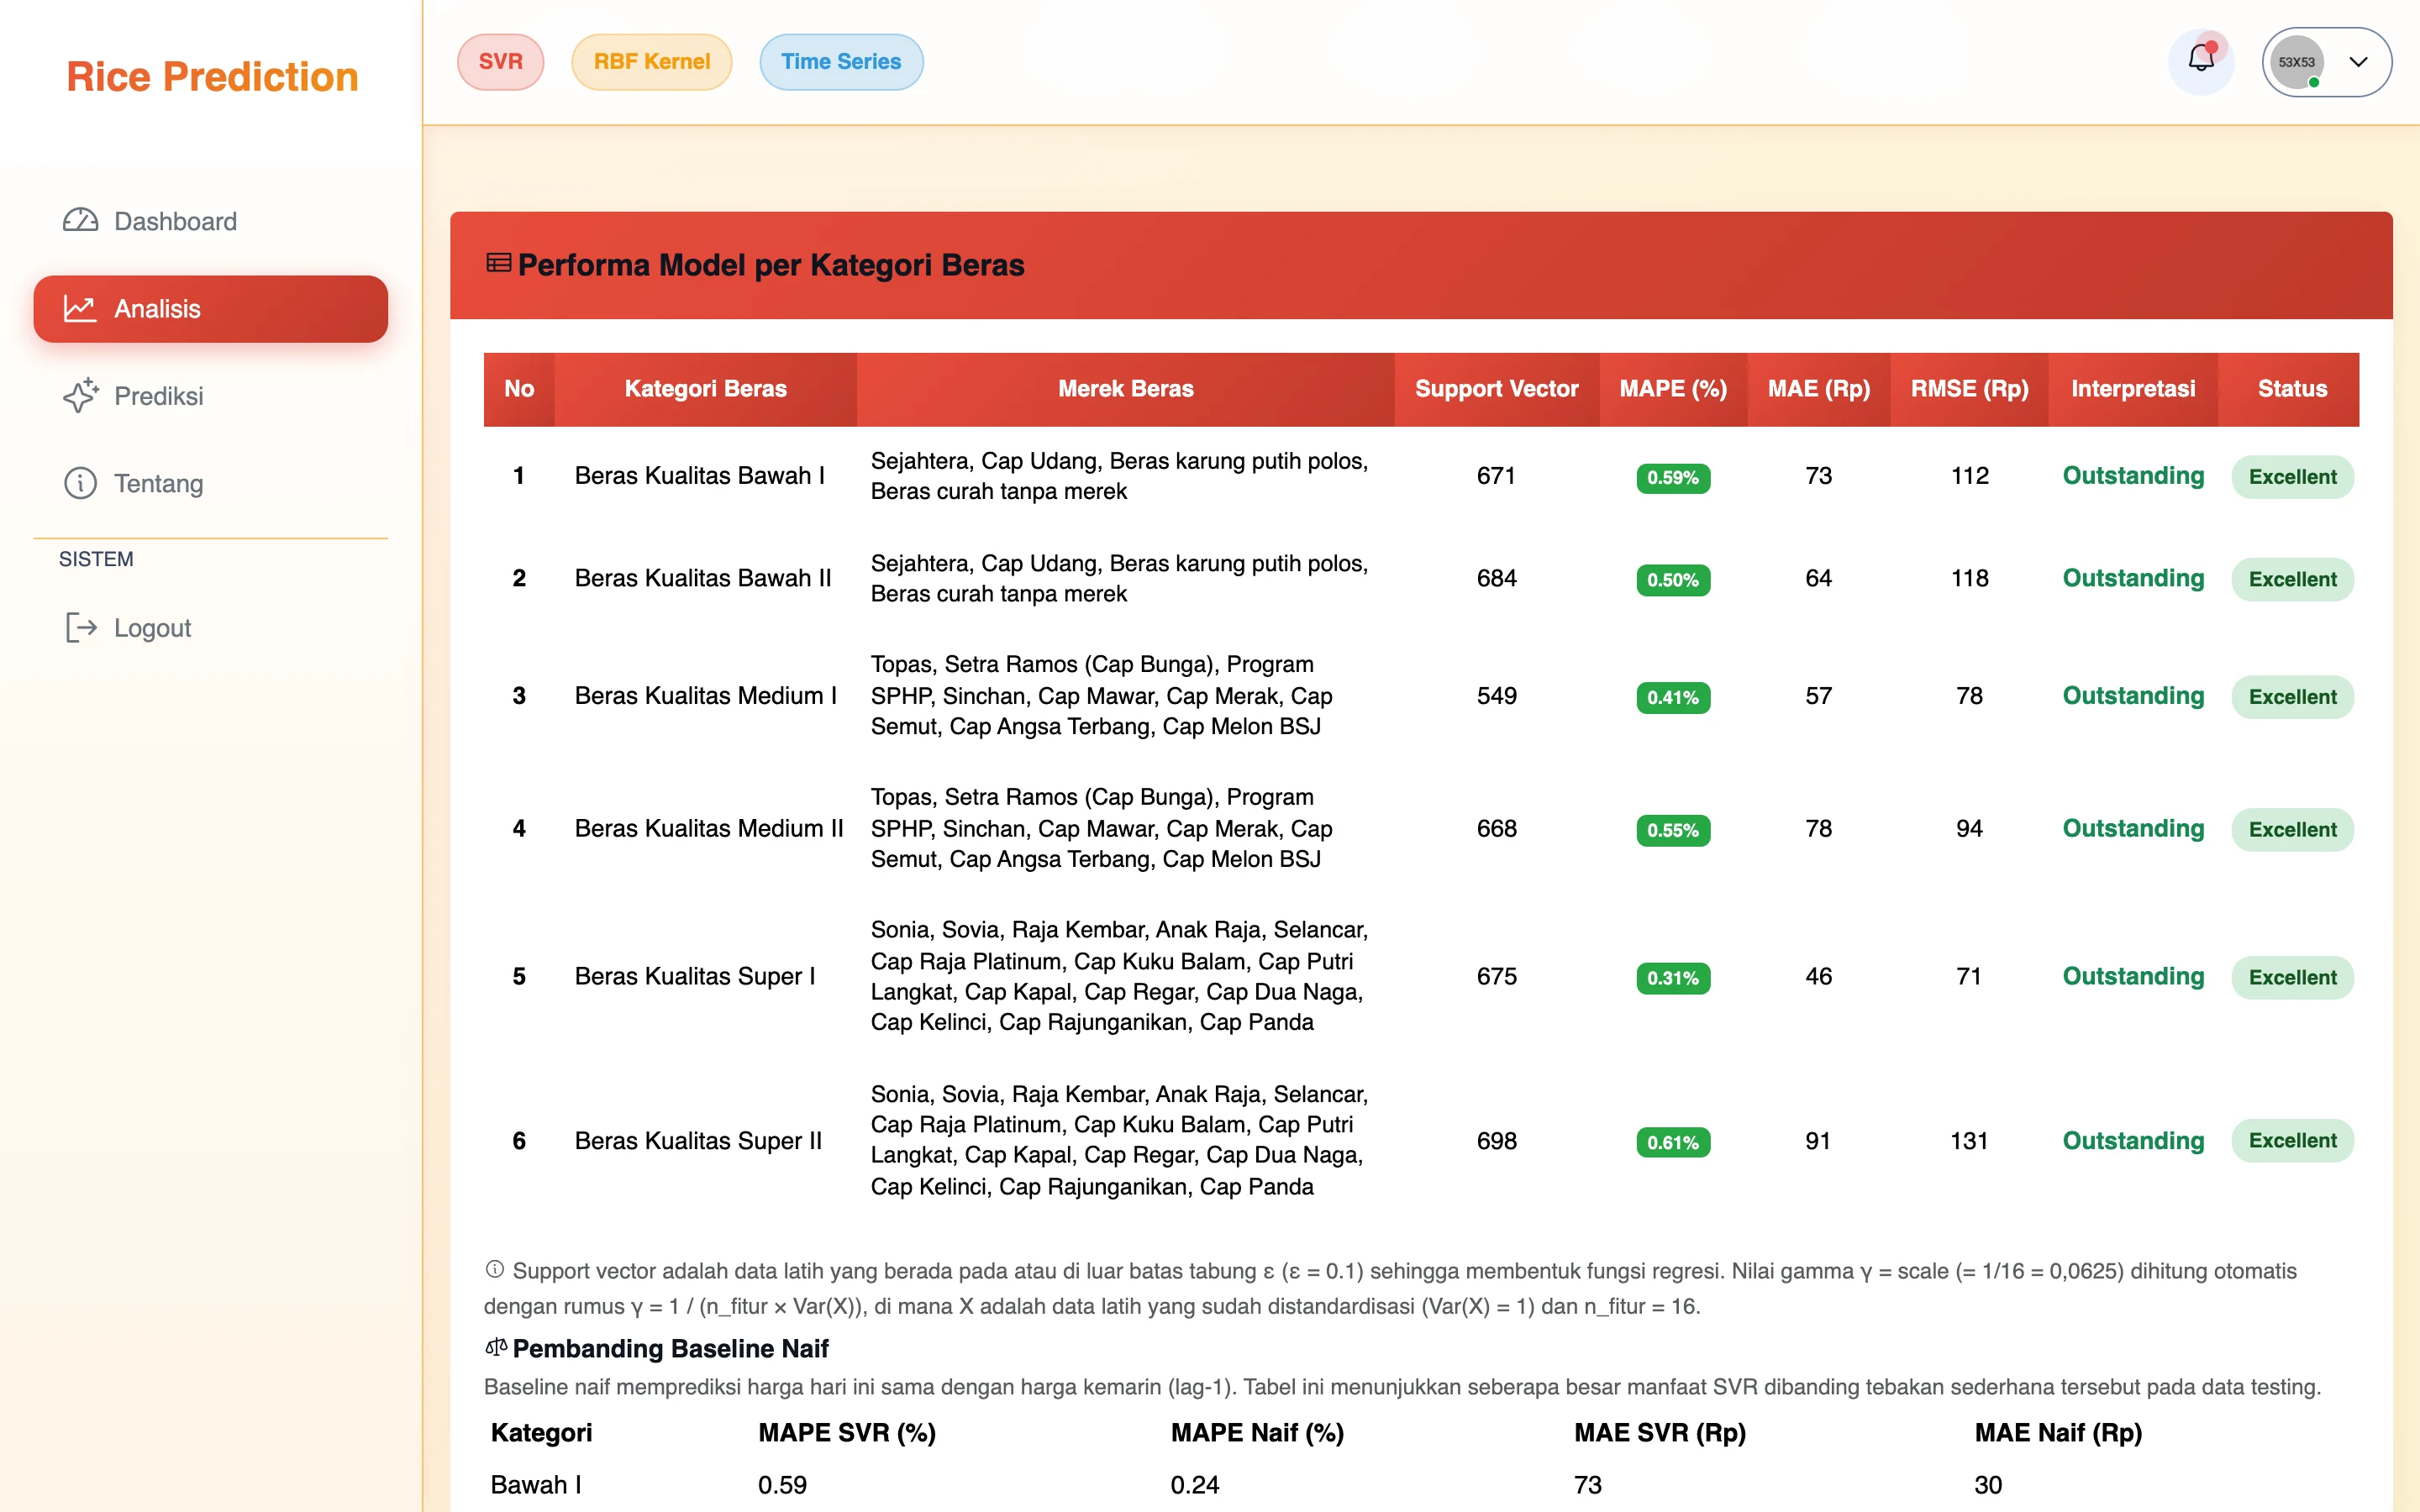 Rice Prediction
SVR
RBF Kernel
Time Series
53X53
Dashboard
Analisis
Prediksi
Tentang
SISTEM
Logout
Performa Model per Kategori Beras
No Kategori Beras Merek Beras Support Vector MAPE (%) MAE (Rp) RMSE (Rp) Interpretasi Status
1 Beras Kualitas Bawah I Sejahtera, Cap Udang, Beras karung putih polos,
Beras curah tanpa merek 671 0.59% 73 112 Outstanding Excellent
2 Beras Kualitas Bawah II Sejahtera, Cap Udang, Beras karung putih polos,
Beras curah tanpa merek 684 0.50% 64 118 Outstanding Excellent
3 Beras Kualitas Medium I Topas, Setra Ramos (Cap Bunga), Program
SPHP, Sinchan, Cap Mawar, Cap Merak, Cap
Semut, Cap Angsa Terbang, Cap Melon BSJ 549 0.41% 57 78 Outstanding Excellent
4 Beras Kualitas Medium II Topas, Setra Ramos (Cap Bunga), Program
SPHP, Sinchan, Cap Mawar, Cap Merak, Cap
Semut, Cap Angsa Terbang, Cap Melon BSJ 668 0.55% 78 94 Outstanding Excellent
5 Beras Kualitas Super I Sonia, Sovia, Raja Kembar, Anak Raja, Selancar,
Cap Raja Platinum, Cap Kuku Balam, Cap Putri
Langkat, Cap Kapal, Cap Regar, Cap Dua Naga,
Cap Kelinci, Cap Rajunganikan, Cap Panda 675 0.31% 46 71 Outstanding Excellent
6 Beras Kualitas Super II Sonia, Sovia, Raja Kembar, Anak Raja, Selancar,
Cap Raja Platinum, Cap Kuku Balam, Cap Putri
Langkat, Cap Kapal, Cap Regar, Cap Dua Naga,
Cap Kelinci, Cap Rajunganikan, Cap Panda 698 0.61% 91 131 Outstanding Excellent
Support vector adalah data latih yang berada pada atau di luar batas tabung ε (ε = 0.1) sehingga membentuk fungsi regresi. Nilai gamma γ = scale (= 1/16 = 0,0625) dihitung otomatis
dengan rumus γ = 1 / (n_fitur × Var(X)), di mana X adalah data latih yang sudah distandardisasi (Var(X) = 1) dan n_fitur = 16.
Pembanding Baseline Naif
Baseline naif memprediksi harga hari ini sama dengan harga kemarin (lag-1). Tabel ini menunjukkan seberapa besar manfaat SVR dibanding tebakan sederhana tersebut pada data testing.
Kategori MAPE SVR (%) MAPE Naif (%) MAE SVR (Rp) MAE Naif (Rp)
Bawah I 0.59 0.24 73 30